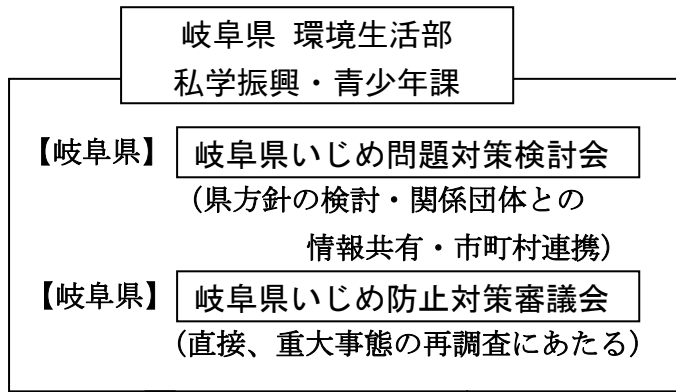 岐阜県 環境生活部
私学振興・青少年課
【岐阜県】 岐阜県いじめ問題対策検討会
(県方針の検討・関係団体との
情報共有・市町村連携)
【岐阜県】 岐阜県いじめ防止対策審議会
(直接、重大事態の再調査にあたる)